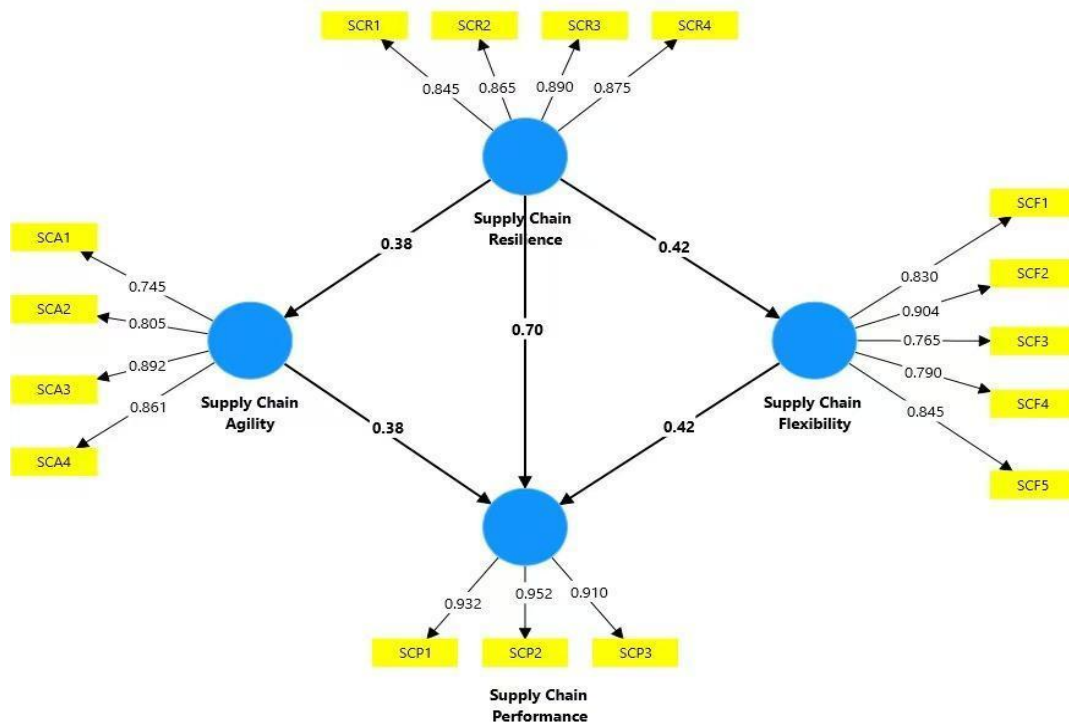 SCR1 SCR2 SCR3 SCR4
0.845 0.865 0.890 0.875
Supply Chain
Resilience
0.38 0.70 0.42
SCA1
SCA2
SCA3
SCA4
0.745
0.805
0.892
0.861
Supply Chain
Agility
SCF1
SCF2
SCF3
SCF4
SCF5
0.830
0.904
0.765
0.790
0.845
Supply Chain
Flexibility
0.38 0.42
0.932 0.952 0.910
SCP1 SCP2 SCP3
Supply Chain
Performance